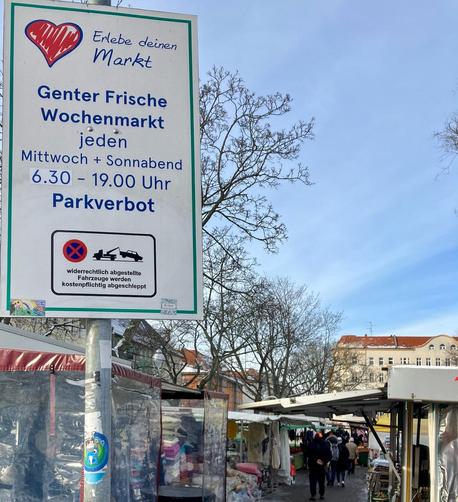 Erlebe deinen
Markt
Genter Frische
Wochenmarkt
jeden
Mittwoch + Sonnabend
6.30 - 19.00 Uhr
Parkverbot
widerrechtlich abgestellte
Fahrzeuge werden
kostenpflichtig abgeschleppt